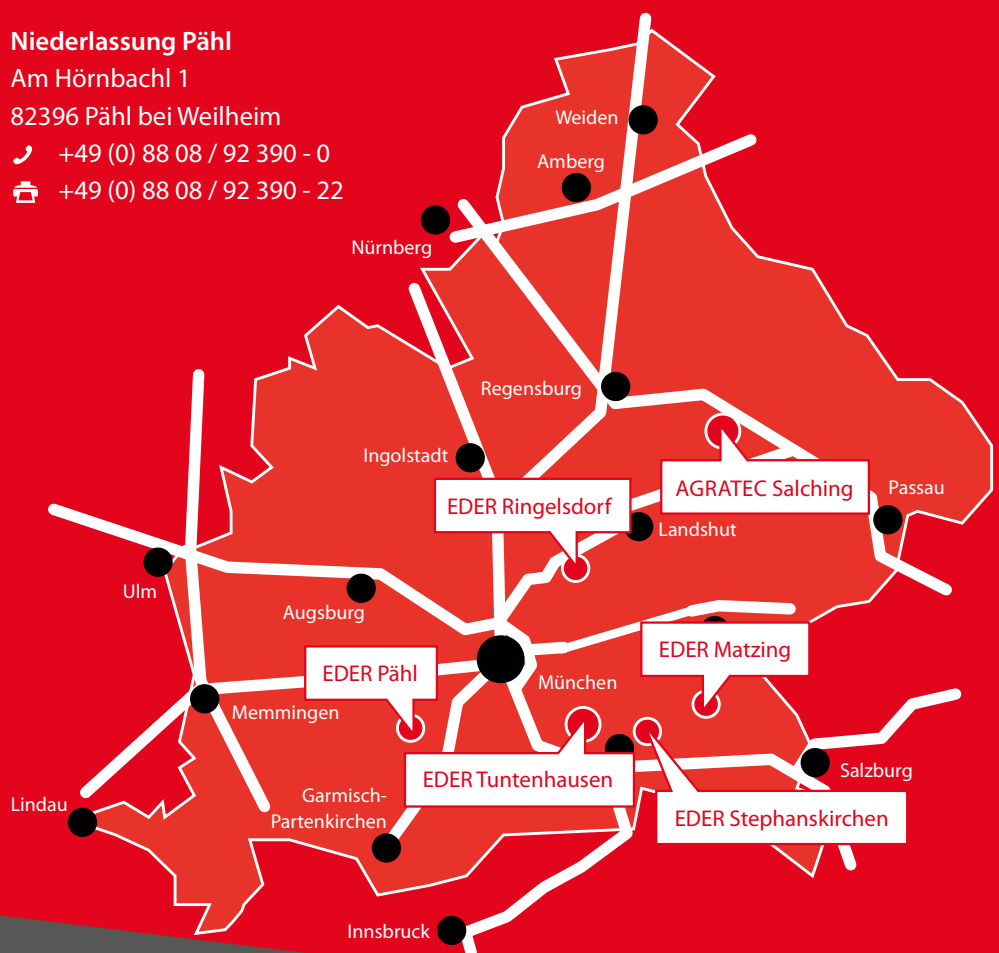 Niederlassung Pähl
Am Hörnbachl 1
82396 Pähl bei Weilheim
+49 (0) 88 08 / 92 390 - 0
+49 (0) 88 08 / 92 390 - 22
Weiden
Amberg
Nürnberg
Regensburg
Ingolstadt
AGRATEC Salching
Passau
EDER Ringelsdorf
Landshut
Ulm
Augsburg
EDER Matzing
EDER Pähl
München
Memmingen
Salzburg
EDER Tuntenhausen
Lindau
Garmisch-
Partenkirchen
EDER Stephanskirchen
Innsbruck